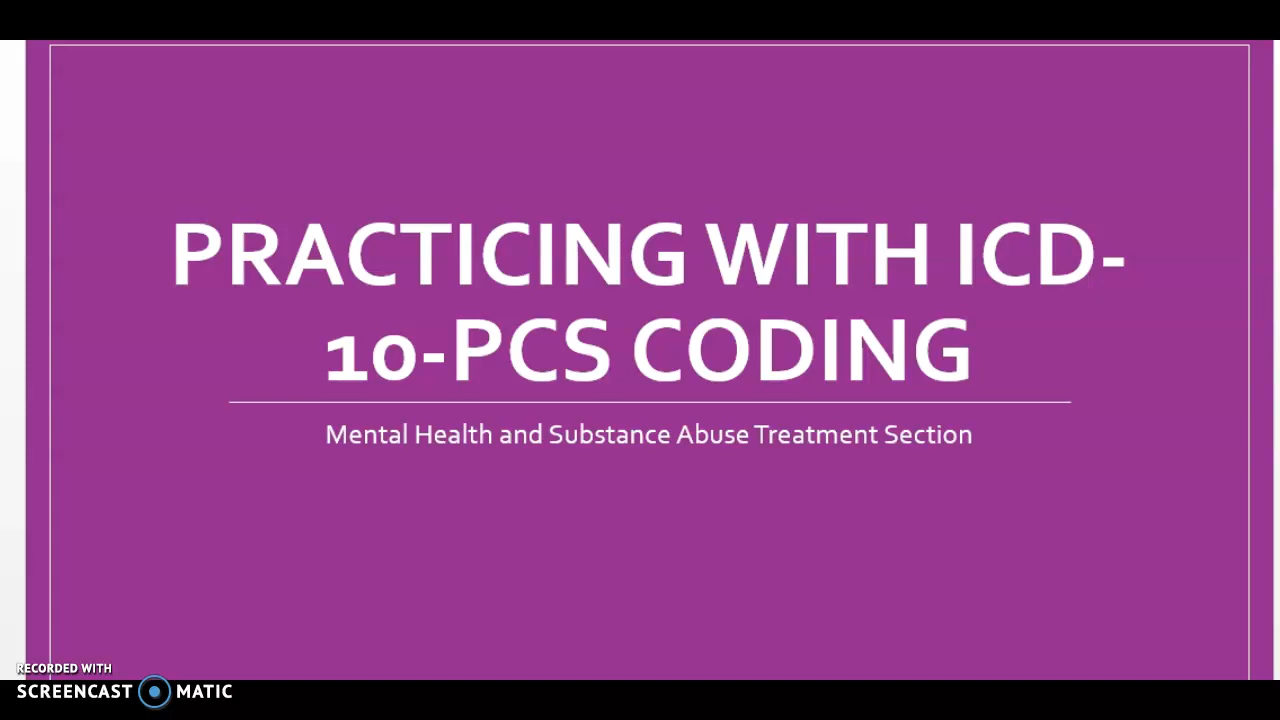 PRACTICING WITH ICD-
10-PCS CODING
Mental Health and Substance Abuse Treatment Section
RECORDED WITH
SCREENCAST MATIC